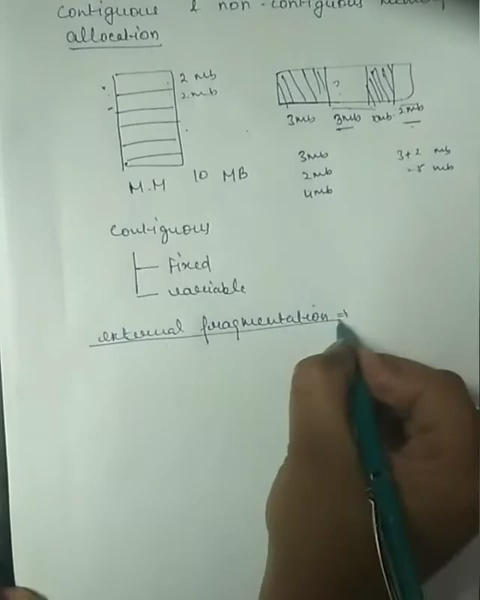 Contiguous & non-contiguous memory
allocation
2 mb
2 mb
M.M 10 MB
?
3mb 3mb 2mb
3mb
2mb
4mb
3+2 mb
=5 mb
Contiguous
Fixed
variable
external fragmentation =>